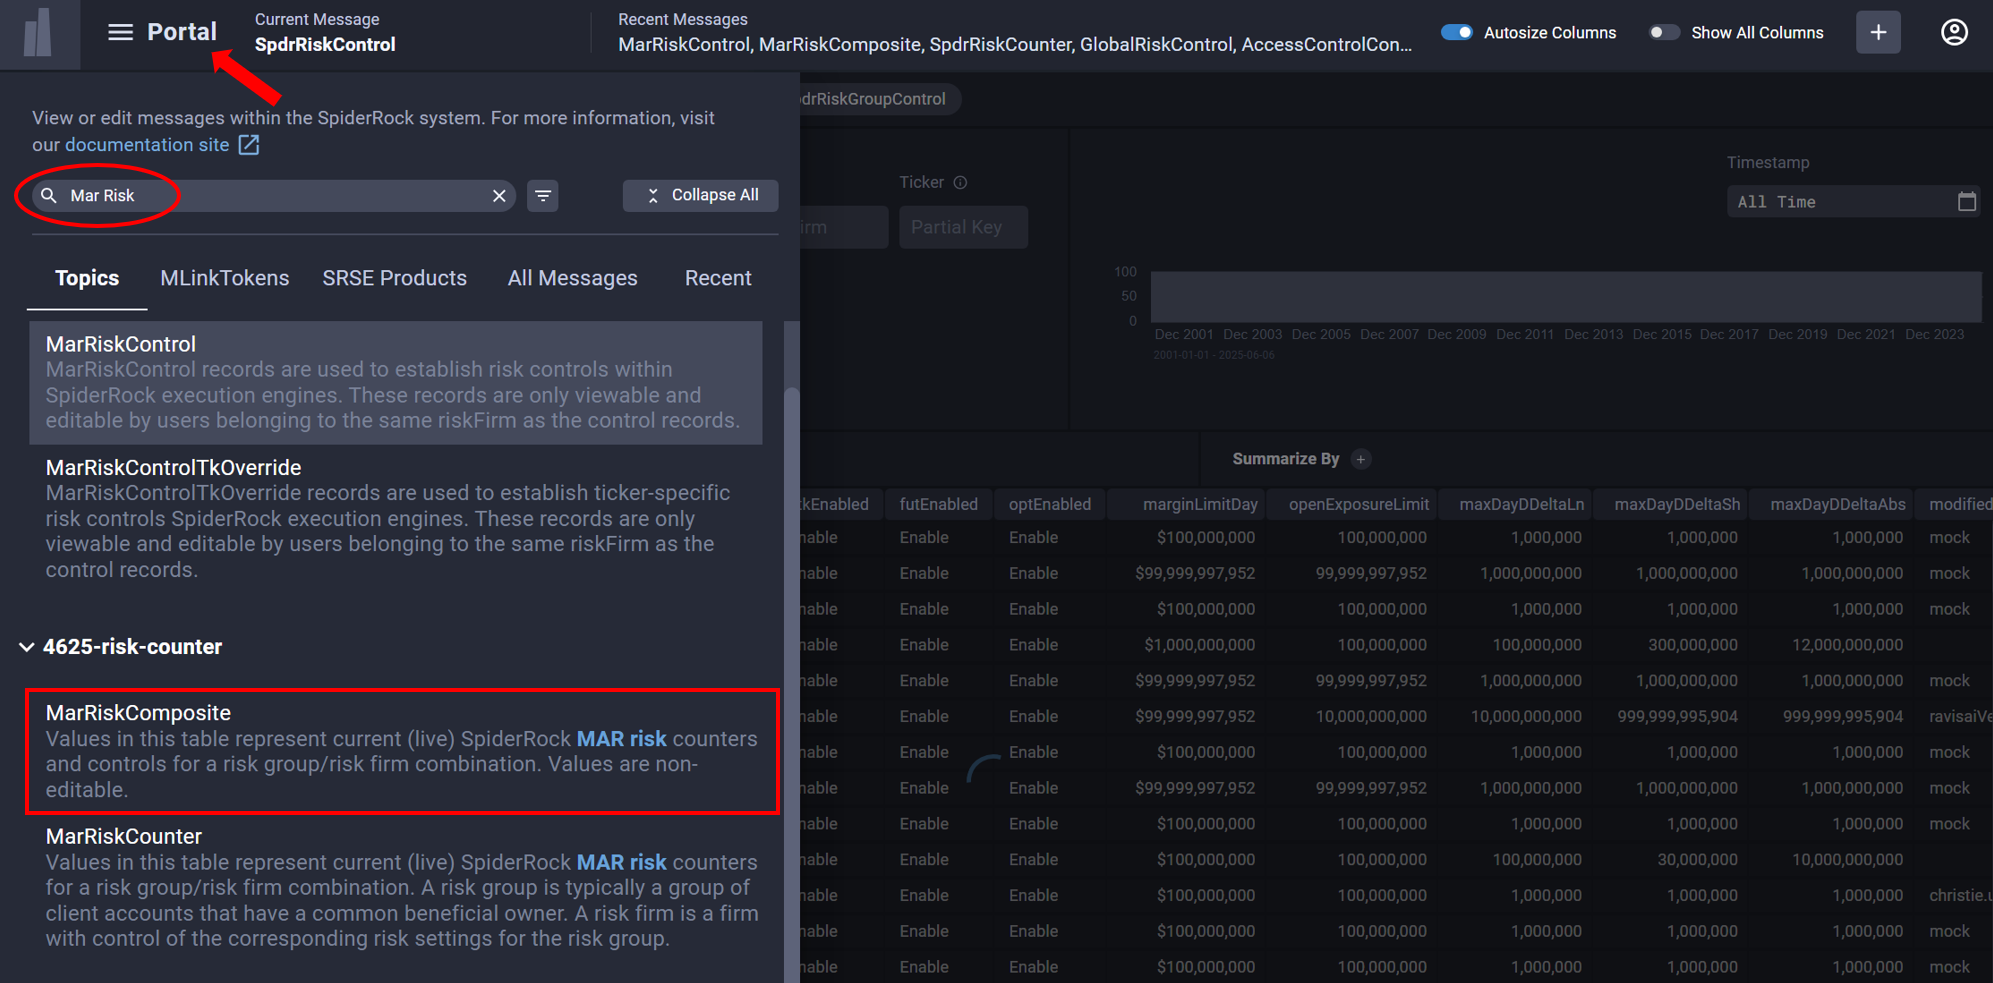 Portal
Current Message
SpdrRiskControl
Recent Messages
MarRiskControl, MarRiskComposite, SpdrRiskCounter, GlobalRiskControl, AccessControlCon...
Autosize Columns
Show All Columns
View or edit messages within the SpiderRock system. For more information, visit
our documentation site
Mar Risk
Collapse All
Topics MLinkTokens SRSE Products All Messages Recent
MarRiskControl
MarRiskControl records are used to establish risk controls within
SpiderRock execution engines. These records are only viewable and
editable by users belonging to the same riskFirm as the control records.
MarRiskControlTkOverride
MarRiskControlTkOverride records are used to establish ticker-specific
risk controls SpiderRock execution engines. These records are only
viewable and editable by users belonging to the same riskFirm as the
control records.
4625-risk-counter
MarRiskComposite
Values in this table represent current (live) SpiderRock MAR risk counters
and controls for a risk group/risk firm combination. Values are non-
editable.
MarRiskCounter
Values in this table represent current (live) SpiderRock MAR risk counters
for a risk group/risk firm combination. A risk group is typically a group of
client accounts that have a common beneficial owner. A risk firm is a firm
with control of the corresponding risk settings for the risk group.
drRiskGroupControl
Ticker
irm
Partial Key
Timestamp
All Time
100
50
0
Dec 2001 Dec 2003 Dec 2005 Dec 2007 Dec 2009 Dec 2011 Dec 2013 Dec 2015 Dec 2017 Dec 2019 Dec 2021 Dec 2023
2001-01-01 - 2025-06-06
Summarize By
kEnabled futEnabled optEnabled marginLimitDay openExposureLimit maxDayDDeltaLn maxDayDDeltaSh maxDayDDeltaAbs modified
nable Enable Enable $100,000,000 100,000,000 1,000,000 1,000,000 1,000,000 mock
nable Enable Enable $99,999,997,952 99,999,997,952 1,000,000,000 1,000,000,000 1,000,000,000 mock
nable Enable Enable $100,000,000 100,000,000 1,000,000 1,000,000 1,000,000 mock
nable Enable Enable $1,000,000,000 100,000,000 100,000,000 300,000,000 12,000,000,000
nable Enable Enable $99,999,997,952 99,999,997,952 1,000,000,000 1,000,000,000 1,000,000,000 mock
nable Enable Enable $99,999,997,952 10,000,000,000 10,000,000,000 999,999,995,904 999,999,995,904 ravisaiVe
nable Enable Enable $100,000,000 100,000,000 1,000,000 1,000,000 1,000,000 mock
nable Enable Enable $99,999,997,952 99,999,997,952 1,000,000,000 1,000,000,000 1,000,000,000 mock
nable Enable Enable $100,000,000 100,000,000 1,000,000 1,000,000 1,000,000 mock
nable Enable Enable $100,000,000 100,000,000 100,000,000 30,000,000 10,000,000,000
nable Enable Enable $100,000,000 100,000,000 1,000,000 1,000,000 1,000,000 christie.u
nable Enable Enable $100,000,000 100,000,000 1,000,000 1,000,000 1,000,000 mock
nable Enable Enable $100,000,000 100,000,000 1,000,000 1,000,000 1,000,000 mock